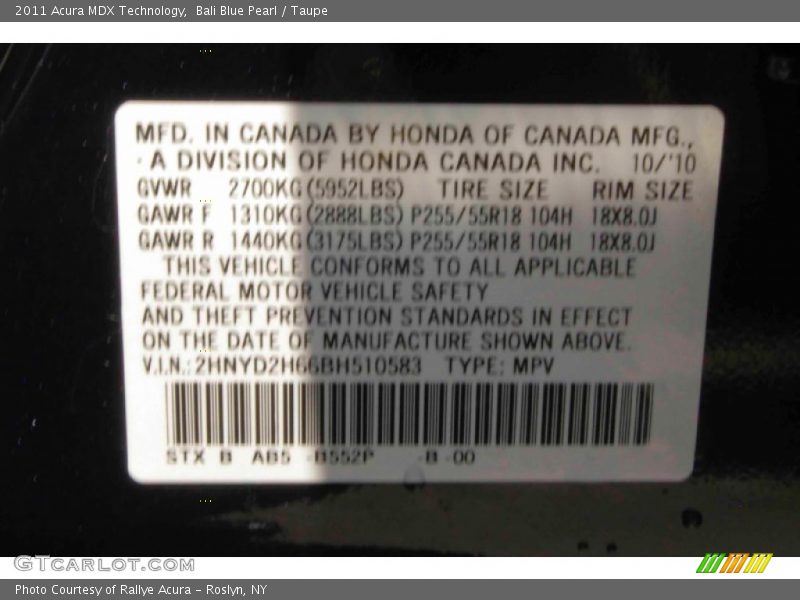 2011 Acura MDX Technology,  Bali Blue Pearl / Taupe
MFD. IN CANADA BY HONDA OF CANADA MFG.,
A DIVISION OF HONDA CANADA INC. 10/'10
GVWR 2700KG(5952LBS) TIRE SIZE RIM SIZE
GAWR F 1310KG(2888LBS) P255/55R18 104H 18X8.0J
GAWR R 1440KG(3175LBS) P255/55R18 104H 18X8.0J
THIS VEHICLE CONFORMS TO ALL APPLICABLE
FEDERAL MOTOR VEHICLE SAFETY
AND THEFT PREVENTION STANDARDS IN EFFECT
ON THE DATE OF MANUFACTURE SHOWN ABOVE.
V.I.N.:2HNYD2H66BH510583 TYPE: MPV
STX B AB5 -B552P -B -00
GTCARLOT.COM
Photo Courtesy of Rallye Acura - Roslyn, NY